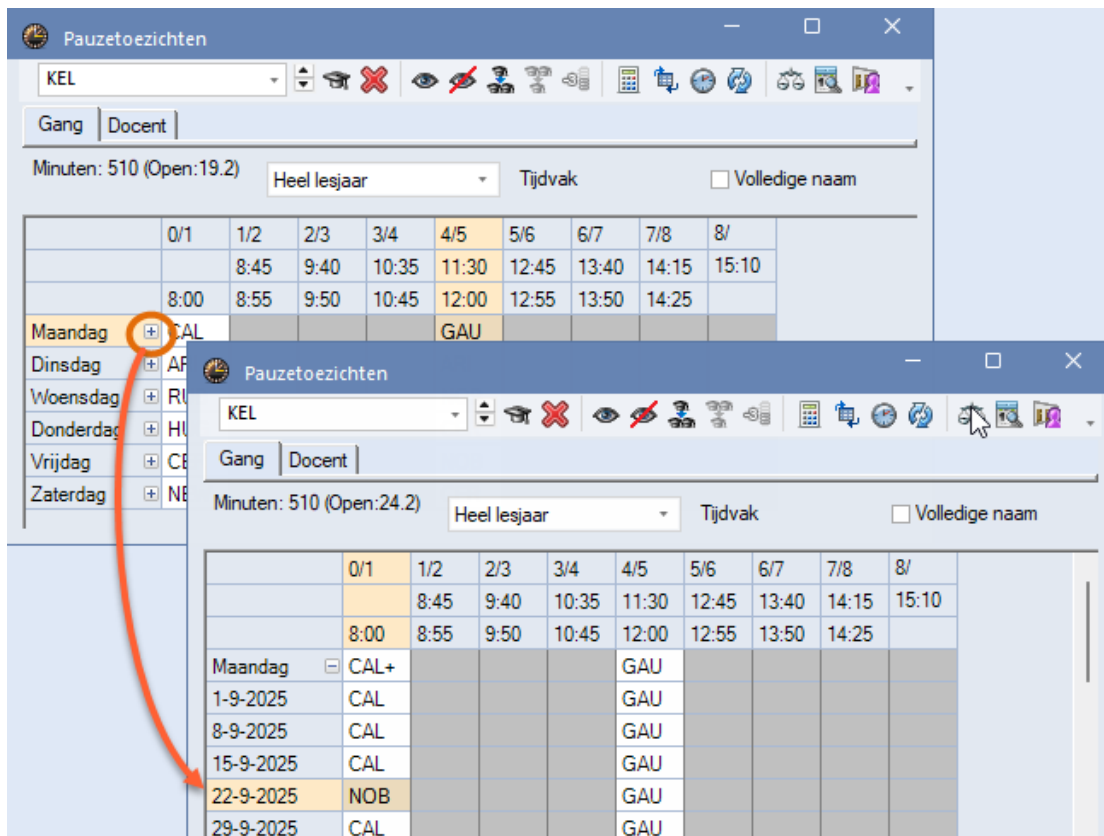 Pauzetoezichten
KEL
Gang Docent
Minuten: 510 (Open:19.2) Heel lesjaar Tijdvak Volledige naam
0/1 1/2 2/3 3/4 4/5 5/6 6/7 7/8 8/
8:45 9:40 10:35 11:30 12:45 13:40 14:15 15:10
8:00 8:55 9:50 10:45 12:00 12:55 13:50 14:25
Maandag CAL GAU
Dinsdag
Woensdag
Donderdag
Vrijdag
Zaterdag
Pauzetoezichten
KEL
Gang Docent
Minuten: 510 (Open:24.2) Heel lesjaar Tijdvak Volledige naam
0/1 1/2 2/3 3/4 4/5 5/6 6/7 7/8 8/
8:45 9:40 10:35 11:30 12:45 13:40 14:15 15:10
8:00 8:55 9:50 10:45 12:00 12:55 13:50 14:25
Maandag CAL+ GAU
1-9-2025 CAL GAU
8-9-2025 CAL GAU
15-9-2025 CAL GAU
22-9-2025 NOB GAU
29-9-2025 CAL GAU